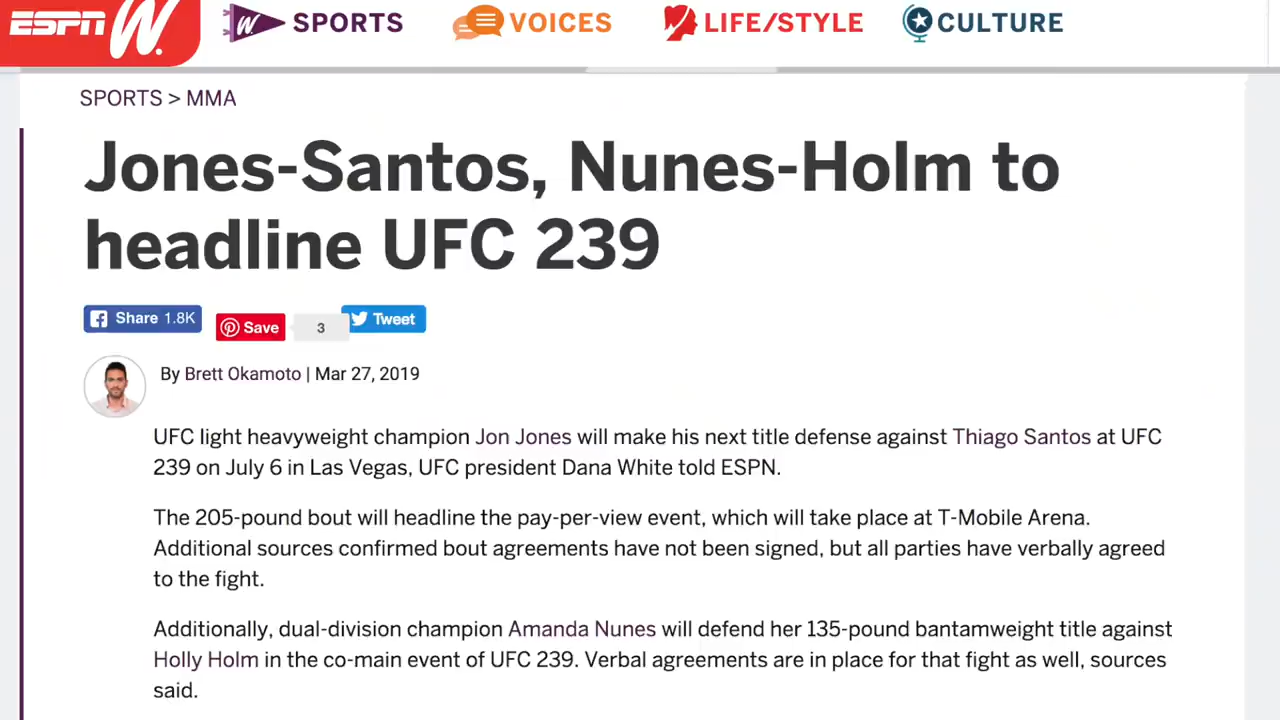 ESPN W. SPORTS VOICES LIFE/STYLE CULTURE
SPORTS > MMA
Jones-Santos, Nunes-Holm to
headline UFC 239
Share 1.8K Save 3 Tweet
By Brett Okamoto | Mar 27, 2019
UFC light heavyweight champion Jon Jones will make his next title defense against Thiago Santos at UFC
239 on July 6 in Las Vegas, UFC president Dana White told ESPN.
The 205-pound bout will headline the pay-per-view event, which will take place at T-Mobile Arena.
Additional sources confirmed bout agreements have not been signed, but all parties have verbally agreed
to the fight.
Additionally, dual-division champion Amanda Nunes will defend her 135-pound bantamweight title against
Holly Holm in the co-main event of UFC 239. Verbal agreements are in place for that fight as well, sources
said.